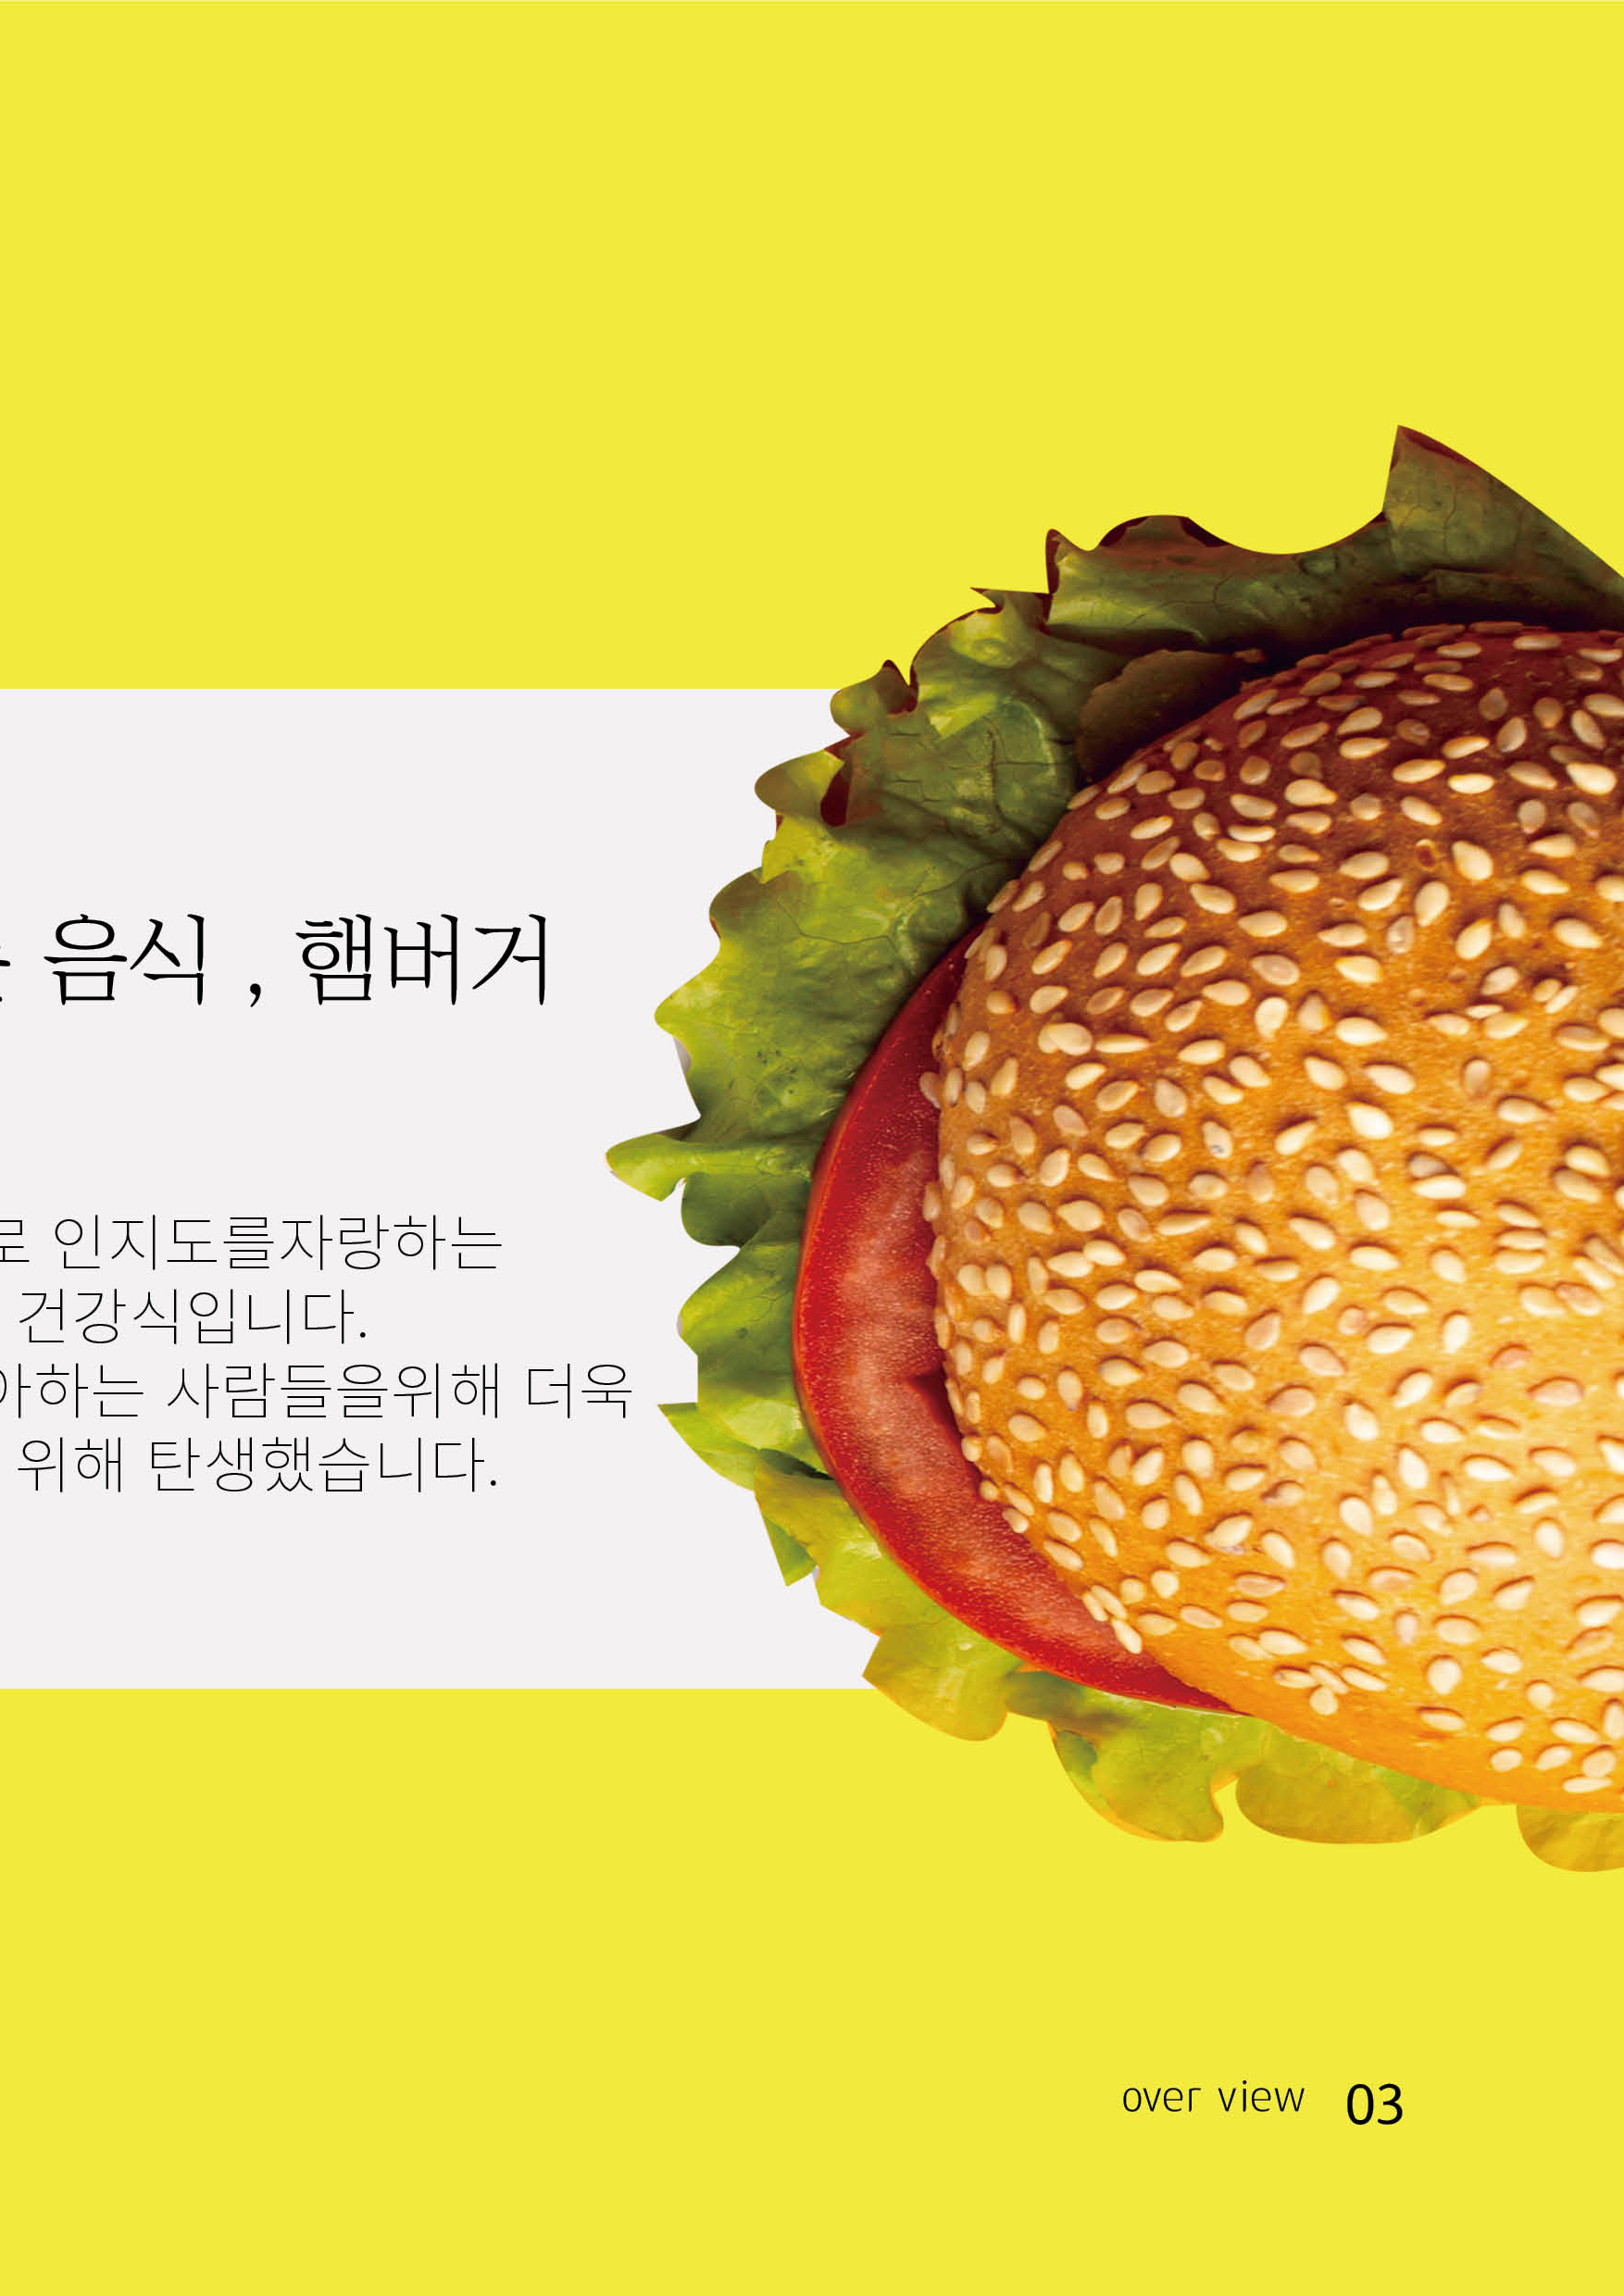 음식 , 햄버거
로 인지도를자랑하는
건강식입니다.
아하는 사람들을위해 더욱
위해 탄생했습니다.
over view 03